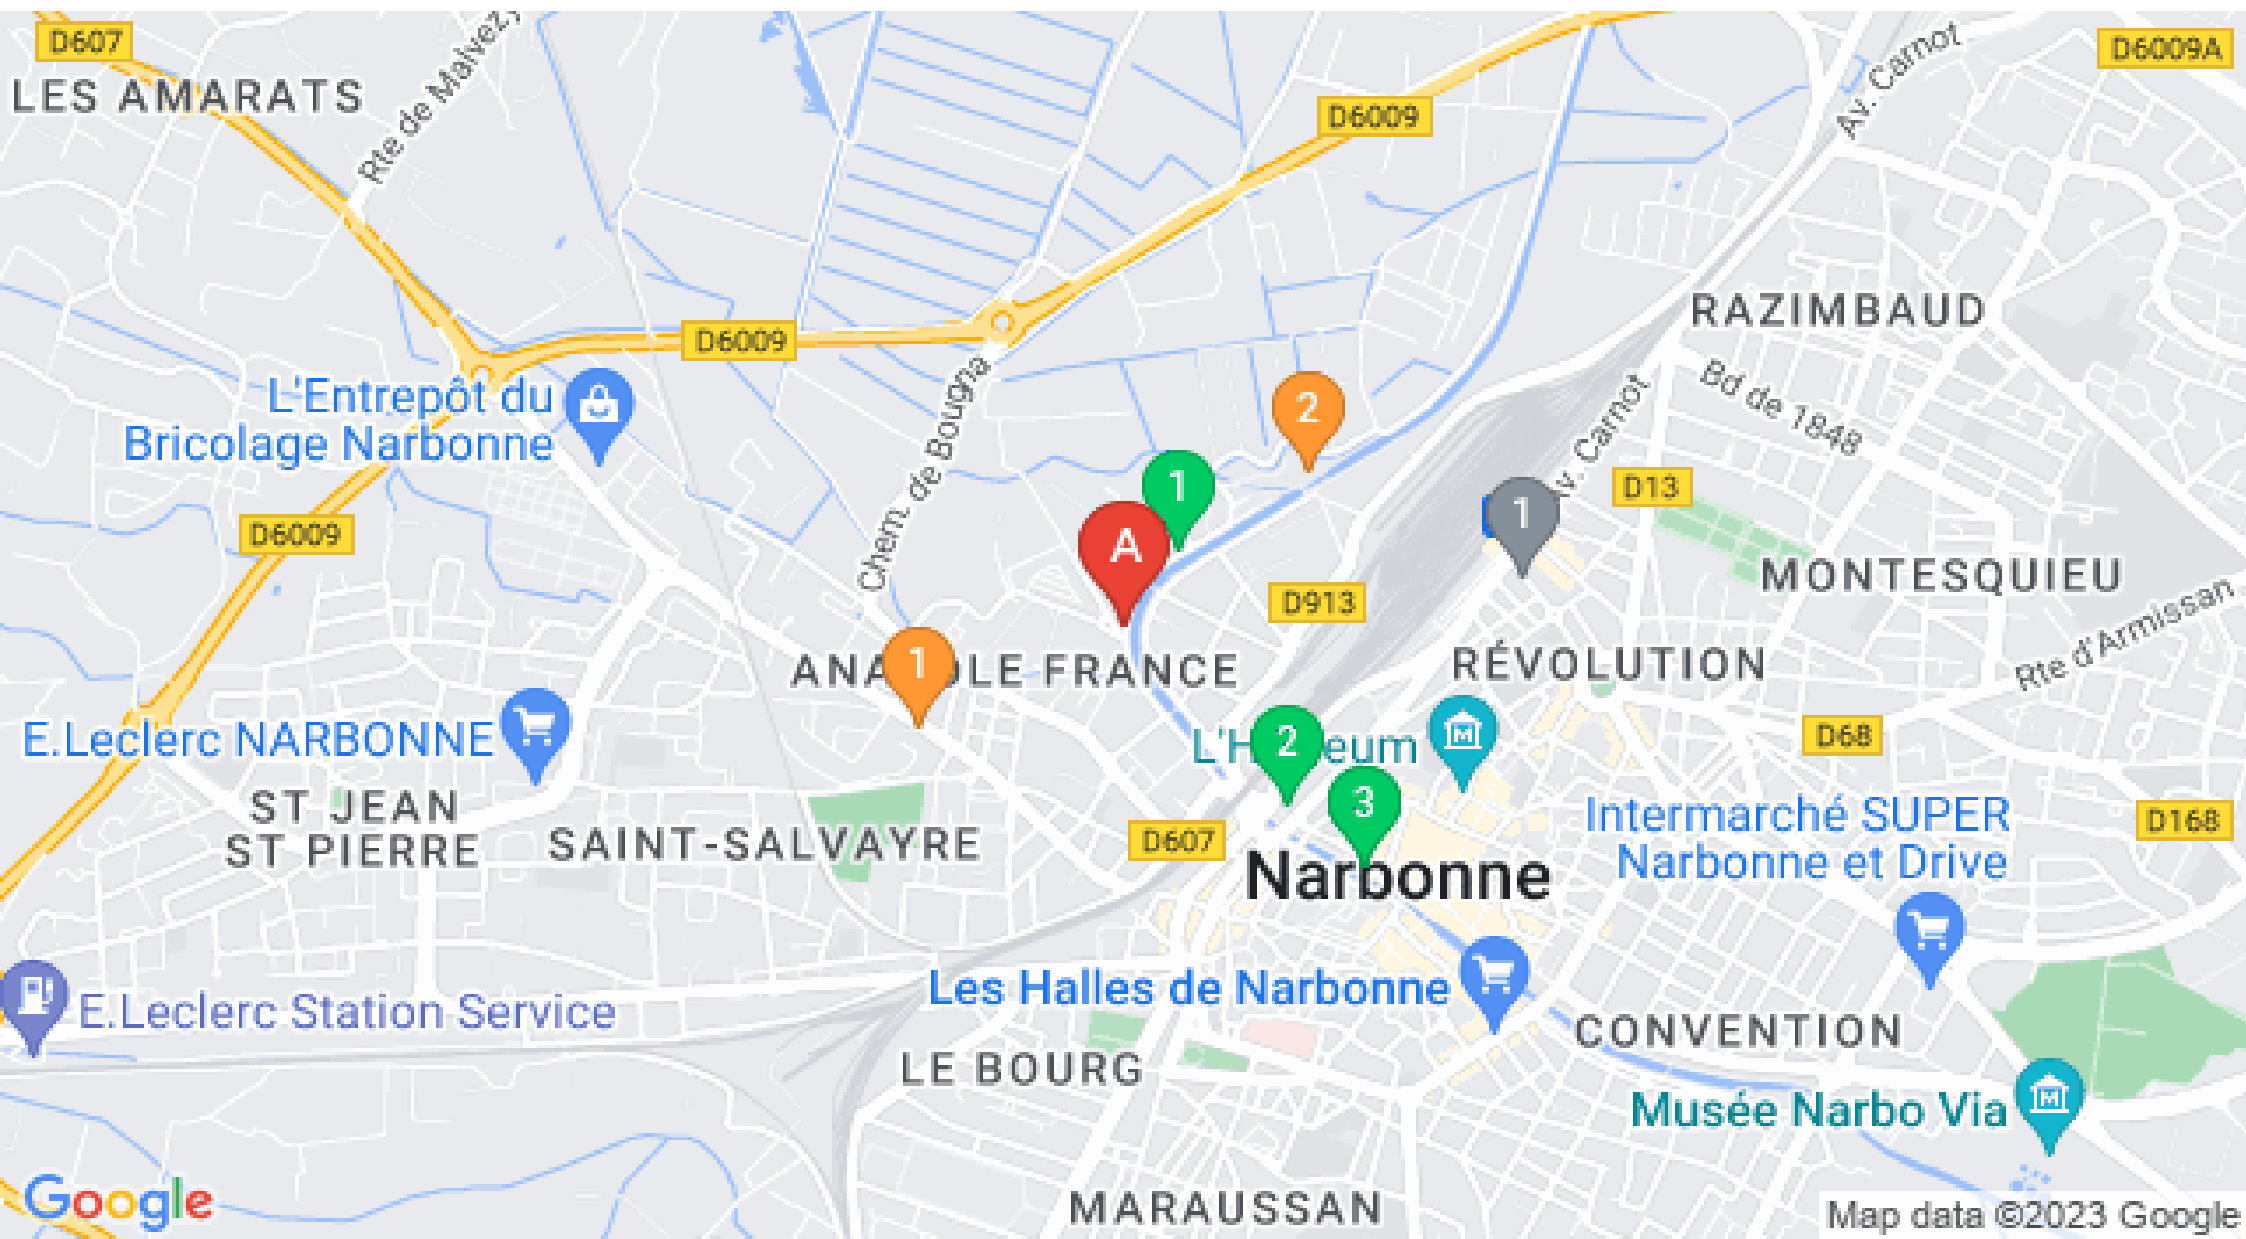 D607
D6009A
Av. Carnot
LES AMARATS
Rte de Malvezy
D6009
RAZIMBAUD
D6009
Bd de 1848
L'Entrepôt du
Bricolage Narbonne
Chem. de Bougna
2
Av. Carnot
1
D13
1
D6009
A
MONTESQUIEU
D913
Rte d'Armissan
1
ANATOLE FRANCE
RÉVOLUTION
E.Leclerc NARBONNE
D68
2
3
ST JEAN
ST PIERRE
SAINT-SALVAYRE
D607
Intermarché SUPER
Narbonne et Drive
D168
Narbonne
Les Halles de Narbonne
E.Leclerc Station Service
CONVENTION
LE BOURG
Musée Narbo Via
MARAUSSAN
Google
Map data ©2023 Google